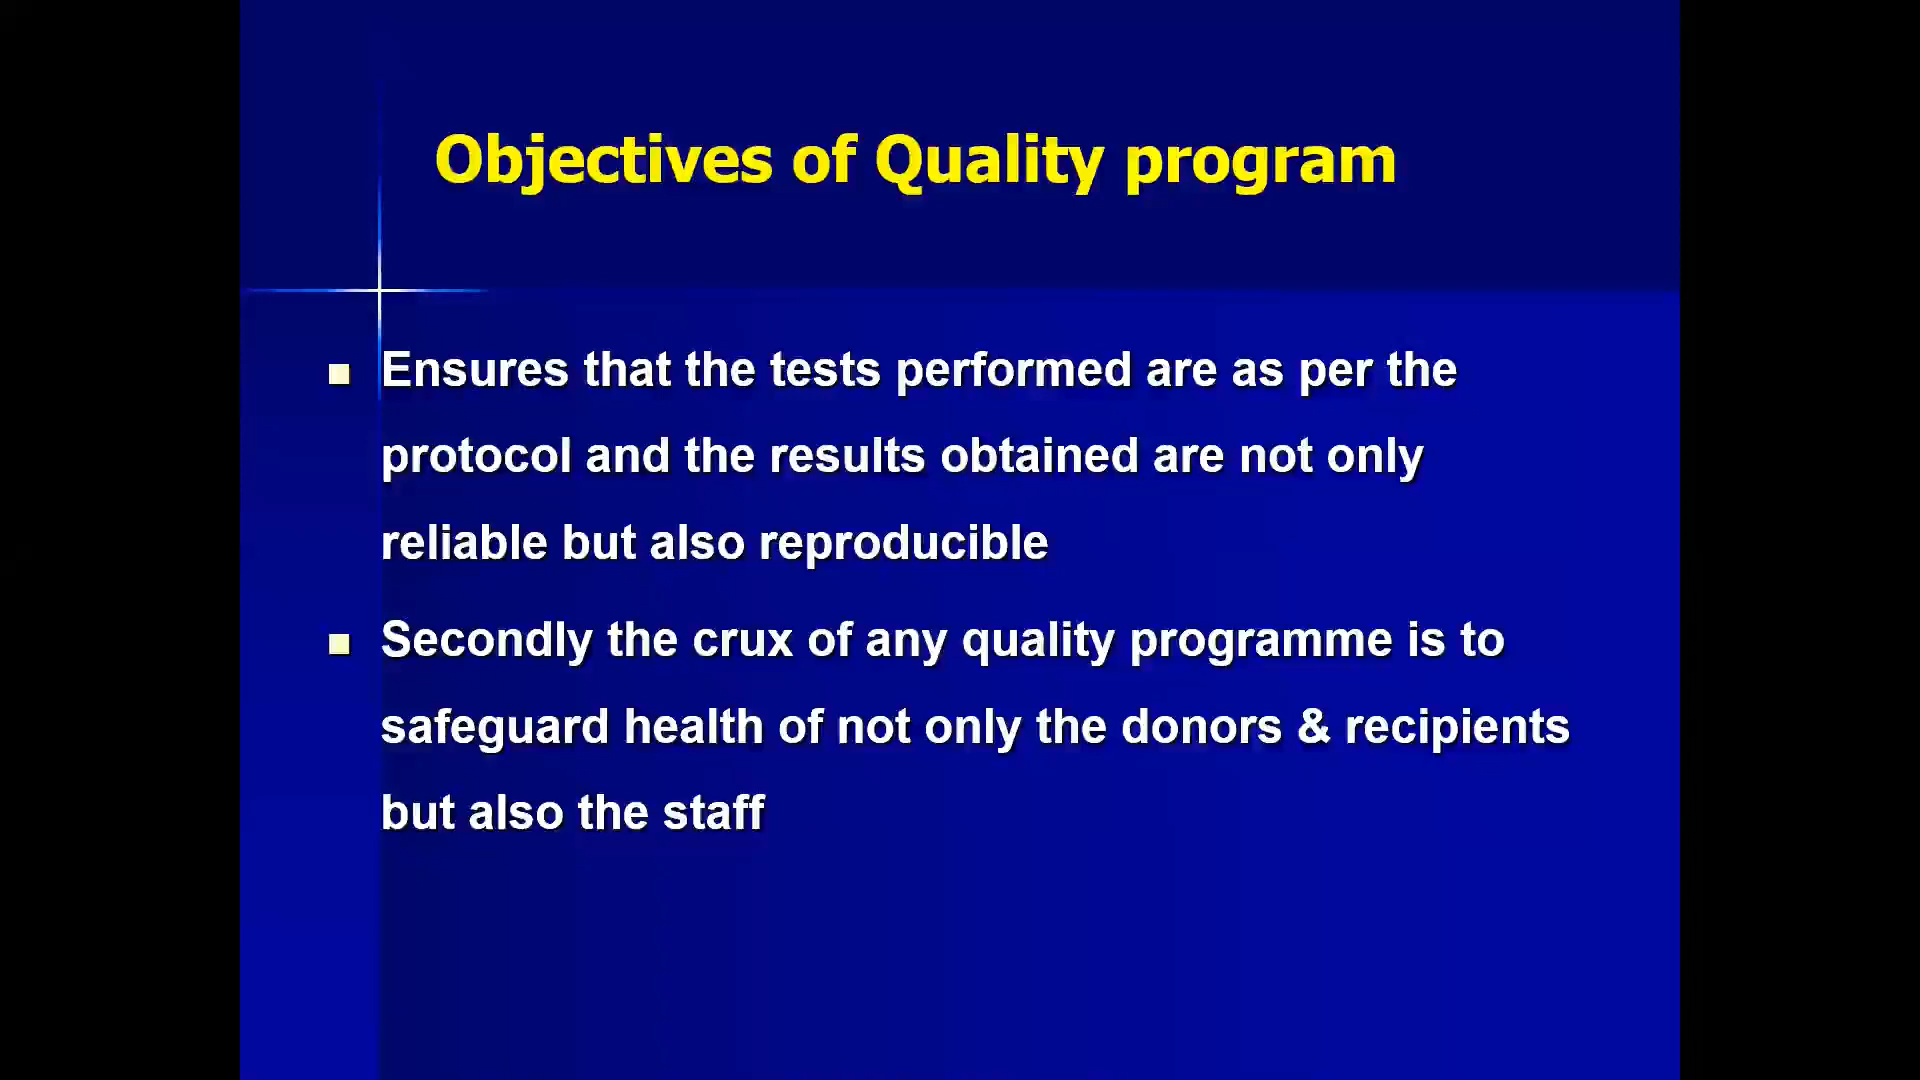 Objectives of Quality program
Ensures that the tests performed are as per the
protocol and the results obtained are not only
reliable but also reproducible
Secondly the crux of any quality programme is to
safeguard health of not only the donors & recipients
but also the staff